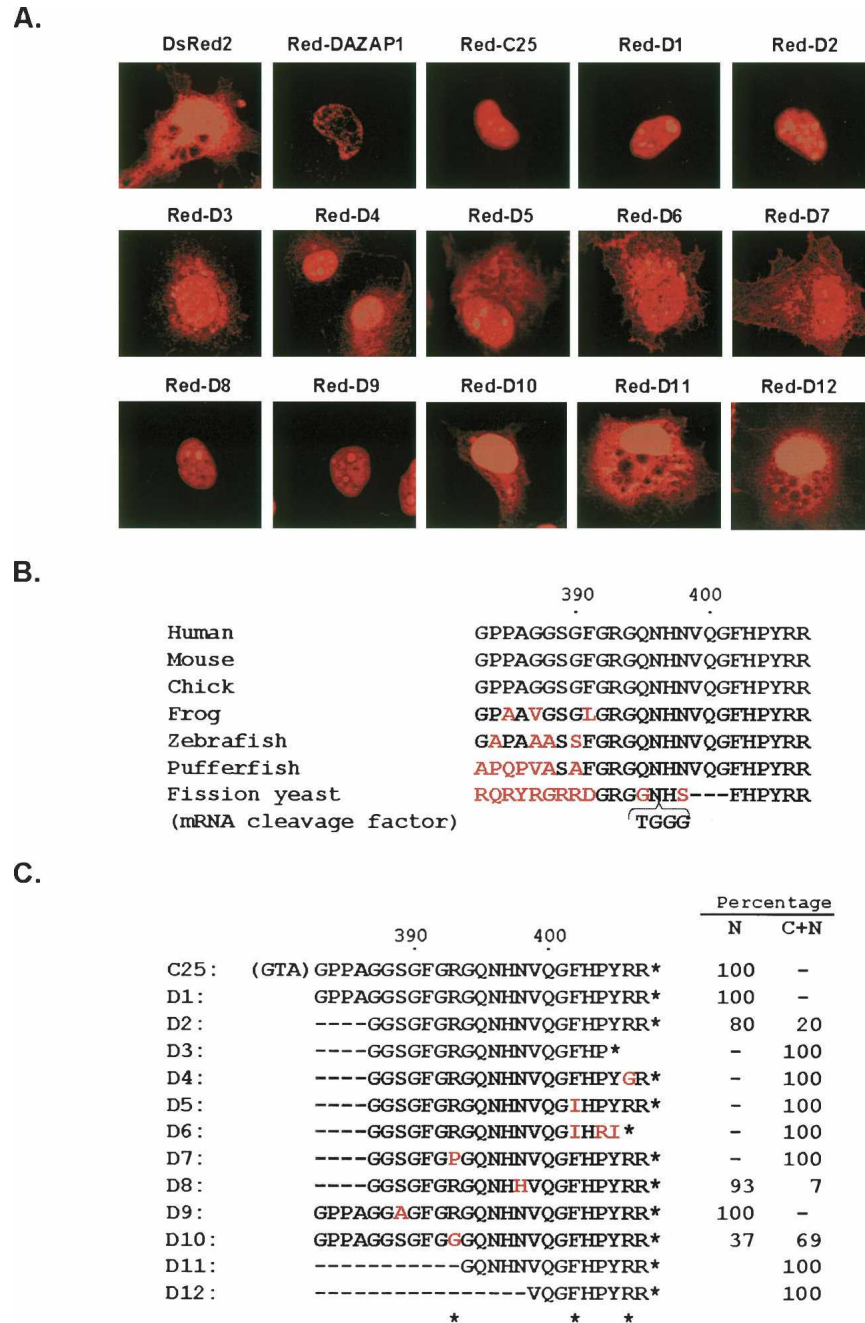 A.
DsRed2 Red-DAZAP1 Red-C25 Red-D1 Red-D2
Red-D3 Red-D4 Red-D5 Red-D6 Red-D7
Red-D8 Red-D9 Red-D10 Red-D11 Red-D12
B.
390 400
Human GPPAGGSGFGRGQNHNVQGFHPYRR
Mouse GPPAGGSGFGRGQNHNVQGFHPYRR
Chick GPPAGGSGFGRGQNHNVQGFHPYRR
Frog GPAAVGSGLGRGQNHNVQGFHPYRR
Zebrafish GAPAAASSFGRGQNHNVQGFHPYRR
Pufferfish APQPVASAFGRGQNHNVQGFHPYRR
Fission yeast RQRYRGRRDGRGGNHS---FHPYRR
(mRNA cleavage factor) TGGG
C.
Percentage
390 400 N C+N
C25: (GTA)GPPAGGSGFGRGQNHNVQGFHPYRR* 100 -
D1: GPPAGGSGFGRGQNHNVQGFHPYRR* 100 -
D2: ----GGSGFGRGQNHNVQGFHPYRR* 80 20
D3: ----GGSGFGRGQNHNVQGFHP* - 100
D4: ----GGSGFGRGQNHNVQGFHPYGR* - 100
D5: ----GGSGFGRGQNHNVQGIHPYRR* - 100
D6: ----GGSGFGRGQNHNVQGIHRI* - 100
D7: ----GGSGFGPGQNHNVQGFHPYRR* - 100
D8: ----GGSGFGRGQNHHVQGFHPYRR* 93 7
D9: GPPAGGAGFGRGQNHNVQGFHPYRR* 100 -
D10: GPPAGGSGFGGGQNHNVQGFHPYRR* 37 69
D11: -----------GQNHNVQGFHPYRR* 100
D12: ----------------VQGFHPYRR* 100
* * *